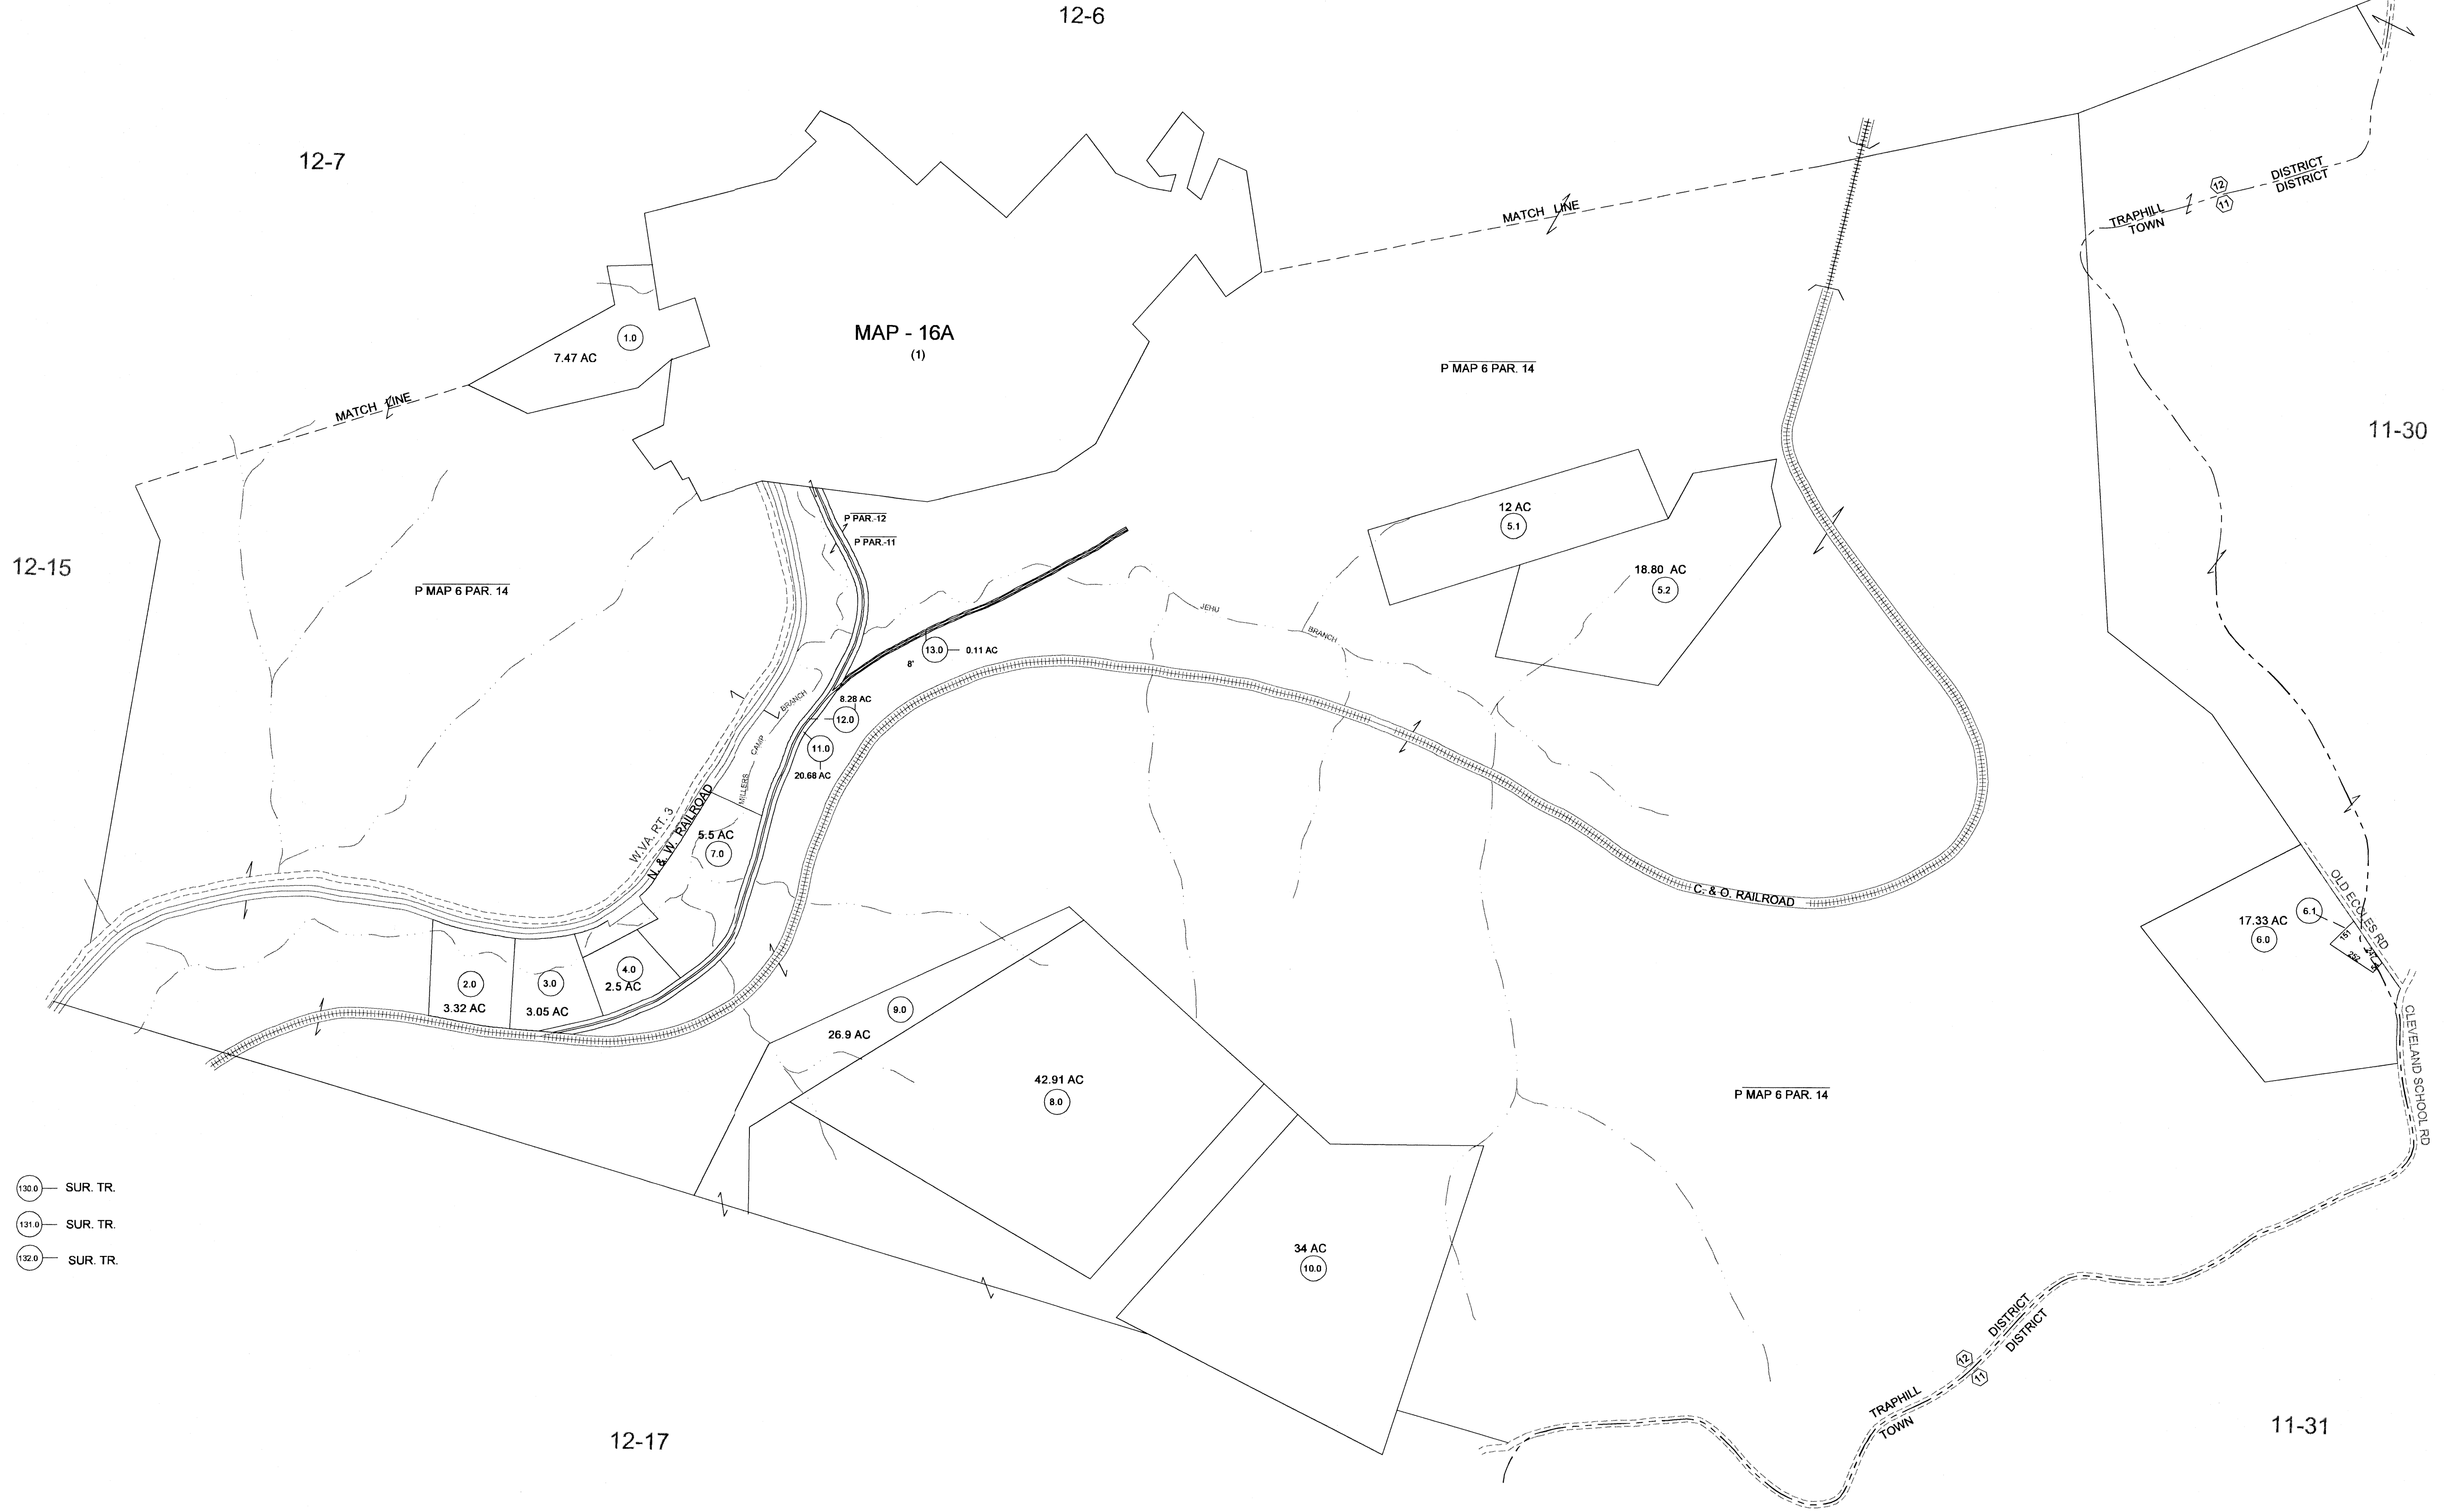 12-6
12-7
DISTRICT
12
DISTRICT
11
TRAPHILL
TOWN
MATCH LINE
MAP - 16A
(1)
1.0
7.47 AC
P MAP 6 PAR. 14
MATCH LINE
11-30
12 AC
5.1
P PAR.-12
P PAR.-11
12-15
18.80 AC
5.2
P MAP 6 PAR. 14
JEHU
BRANCH
13.0
0.11 AC
8'
BRANCH
8.28 AC
12.0
CAMP
11.0
20.68 AC
MILLERS
W.VA. RT. 3
N. & W. RAILROAD
5.5 AC
7.0
C. & O. RAILROAD
OLD ECCLES RD
6.1
17.33 AC
6.0
151
252
4.0
2.5 AC
2.0
3.32 AC
3.0
3.05 AC
9.0
26.9 AC
CLEVELAND SCHOOL RD
42.91 AC
8.0
P MAP 6 PAR. 14
130.0
SUR. TR.
131.0
SUR. TR.
132.0
SUR. TR.
34 AC
10.0
DISTRICT
DISTRICT
12
11
TRAPHILL
TOWN
12-17
11-31